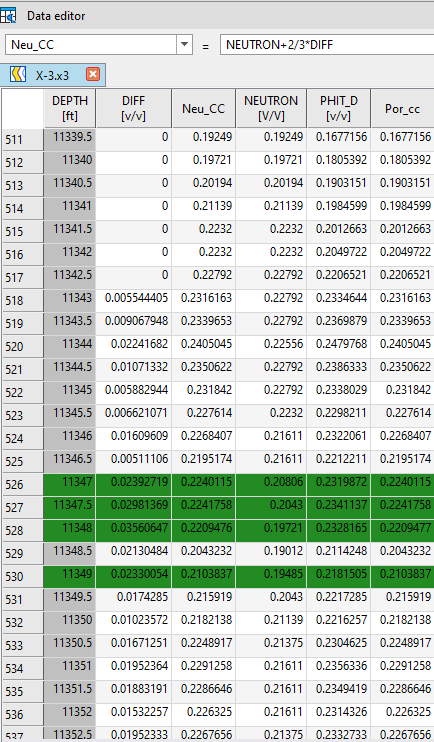 Data editor
Neu_CC = NEUTRON+2/3*DIFF
X-3.x3
DEPTH DIFF Neu_CC NEUTRON PHIT_D Por_cc
[ft] [v/v] [V/V] [v/v]
511 11339.5 0 0.19249 0.19249 0.1677156 0.1677156
512 11340 0 0.19721 0.19721 0.1805392 0.1805392
513 11340.5 0 0.20194 0.20194 0.1903151 0.1903151
514 11341 0 0.21139 0.21139 0.1984599 0.1984599
515 11341.5 0 0.2232 0.2232 0.2012663 0.2012663
516 11342 0 0.2232 0.2232 0.2049722 0.2049722
517 11342.5 0 0.22792 0.22792 0.2206521 0.2206521
518 11343 0.005544405 0.2316163 0.22792 0.2334644 0.2316163
519 11343.5 0.009067948 0.2339653 0.22792 0.2369879 0.2339653
520 11344 0.02241682 0.2405045 0.22556 0.2479768 0.2405045
521 11344.5 0.01071332 0.2350622 0.22792 0.2386333 0.2350622
522 11345 0.005882944 0.231842 0.22792 0.2338029 0.231842
523 11345.5 0.006621071 0.227614 0.2232 0.2298211 0.227614
524 11346 0.01609609 0.2268407 0.21611 0.2322061 0.2268407
525 11346.5 0.00511106 0.2195174 0.21611 0.2212211 0.2195174
526 11347 0.02392719 0.2240115 0.20806 0.2319872 0.2240115
527 11347.5 0.02981369 0.2241758 0.2043 0.2341137 0.2241758
528 11348 0.03560647 0.2209476 0.19721 0.2328165 0.2209477
529 11348.5 0.02130484 0.2043232 0.19012 0.2114248 0.2043232
530 11349 0.02330054 0.2103837 0.19485 0.2181505 0.2103837
531 11349.5 0.0174285 0.215919 0.2043 0.2217285 0.215919
532 11350 0.01023572 0.2182138 0.21139 0.2216257 0.2182138
533 11350.5 0.01671251 0.2248917 0.21375 0.2304625 0.2248917
534 11351 0.01952364 0.2291258 0.21611 0.2356336 0.2291258
535 11351.5 0.01883191 0.2286646 0.21611 0.2349419 0.2286646
536 11352 0.01532257 0.226325 0.21611 0.2314326 0.226325
537 11352.5 0.01952333 0.2267656 0.21375 0.2332733 0.2267656